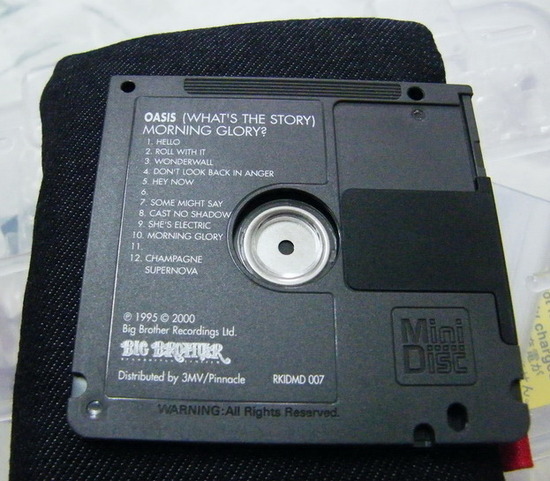 OASIS (WHAT'S THE STORY)
MORNING GLORY?
1. HELLO
2. ROLL WITH IT
3. WONDERWALL
4. DON'T LOOK BACK IN ANGER
5. HEY NOW
6.
7. SOME MIGHT SAY
8. CAST NO SHADOW
9. SHE'S ELECTRIC
10. MORNING GLORY
11.
12. CHAMPAGNE
SUPERNOVA
℗ 1995 © 2000
Big Brother Recordings Ltd.
BIG BROTHER
Distributed by 3MV/Pinnacle
RKIDMD 007
Mini
Disc
WARNING:All Rights Reserved.
charge